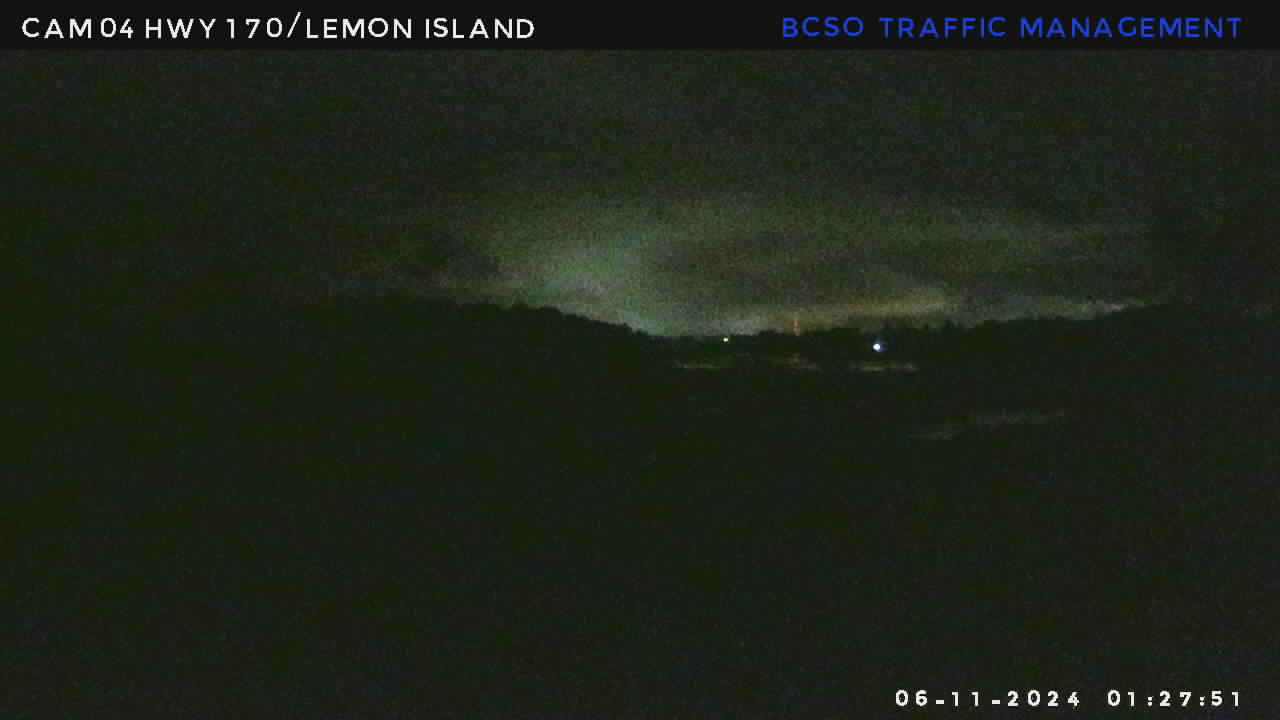 CAM04 HWY 170/LEMON ISLAND
BCSO TRAFFIC MANAGEMENT
06-11-2024 01:27:51